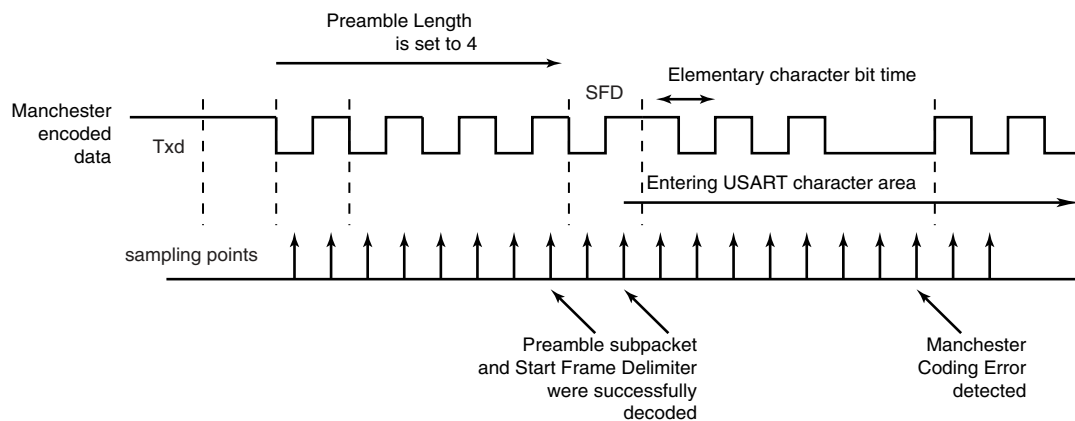 Preamble Length
is set to 4
SFD
Elementary character bit time
Manchester
encoded
data
Txd
Entering USART character area
sampling points
Preamble subpacket
and Start Frame Delimiter
were successfully
decoded
Manchester
Coding Error
detected